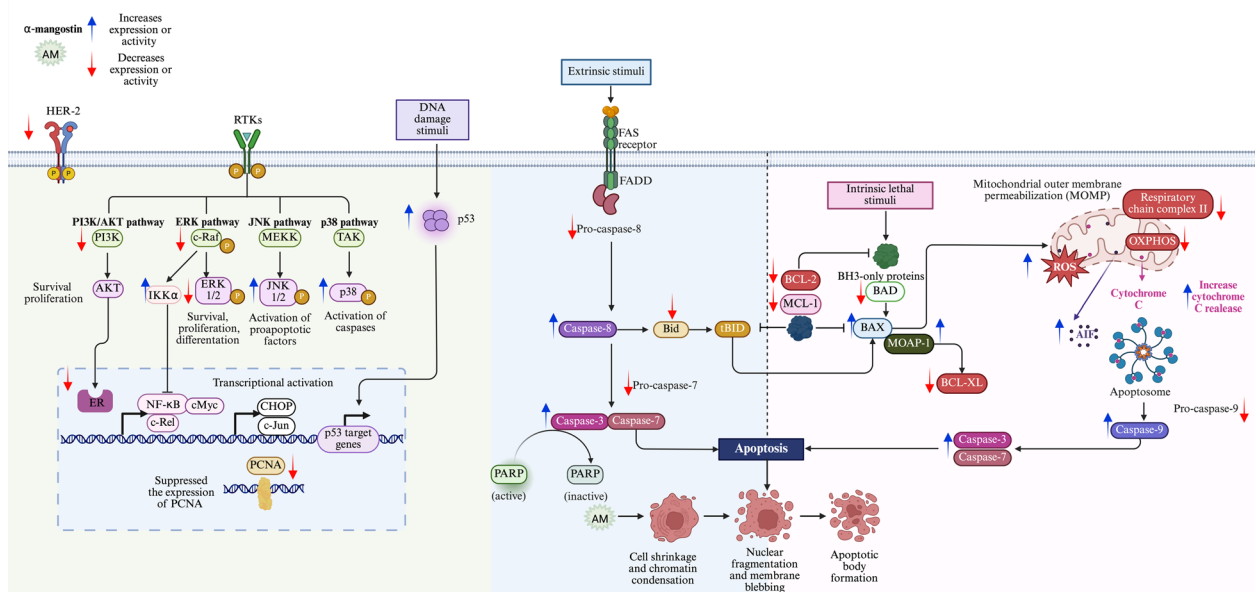 α-mangostin
AM
Increases
expression or
activity
Decreases
expression or
activity
HER-2
P
P
RTKs
P
P
DNA
damage
stimuli
p53
PI3K/AKT pathway
PI3K
AKT
Survival
proliferation
ERK pathway
c-Raf
P
IKKα
ERK
1/2
P
Survival,
proliferation,
differentation
JNK pathway
MEKK
JNK
1/2
P
Activation of
proapoptotic
factors
p38 pathway
TAK
p38
P
Activation of
caspases
Transcriptional activation
ER
NF-κB
cMyc
c-Rel
CHOP
c-Jun
p53 target
genes
PCNA
Suppressed
the expression
of PCNA
Extrinsic stimuli
FAS
receptor
FADD
Pro-caspase-8
Caspase-8
Bid
tBID
Pro-caspase-7
Caspase-3
Caspase-7
PARP
(active)
PARP
(inactive)
Apoptosis
AM
Cell shrinkage
and chromatin
condensation
Nuclear
fragmentation
and membrane
blebbing
Apoptotic
body
formation
Intrinsic lethal
stimuli
BH3-only proteins
BCL-2
MCL-1
BAD
BAX
MOAP-1
BCL-XL
Mitochondrial outer membrane
permeabilization (MOMP)
Respiratory
chain complex II
OXPHOS
ROS
Cytochrome
C
Increase
cytochrome
C realease
AIF
Apoptosome
Pro-caspase-9
Caspase-9
Caspase-3
Caspase-7